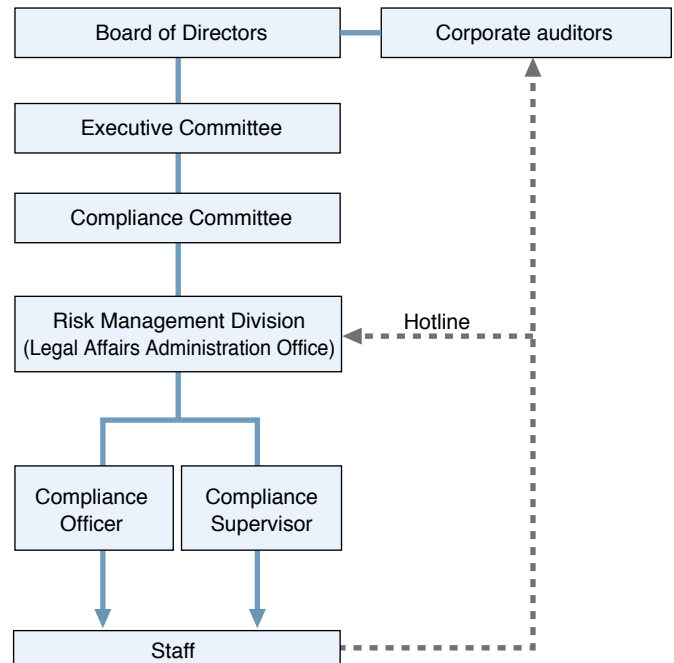 Board of Directors
Corporate auditors
Executive Committee
Compliance Committee
Risk Management Division
(Legal Affairs Administration Office)
Hotline
Compliance
Officer
Compliance
Supervisor
Staff